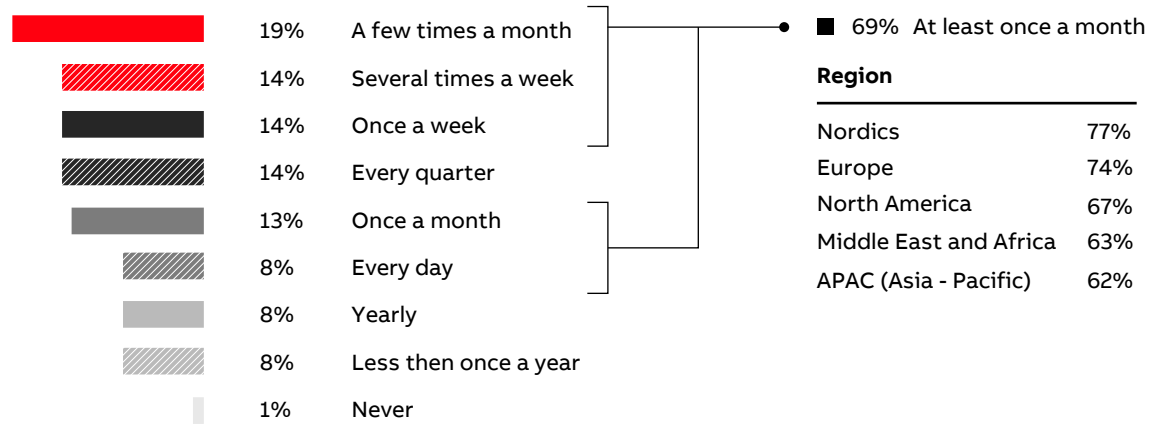 19% A few times a month
14% Several times a week
14% Once a week
14% Every quarter
13% Once a month
8% Every day
8% Yearly
8% Less then once a year
1% Never
69% At least once a month
Region
Nordics 77%
Europe 74%
North America 67%
Middle East and Africa 63%
APAC (Asia - Pacific) 62%